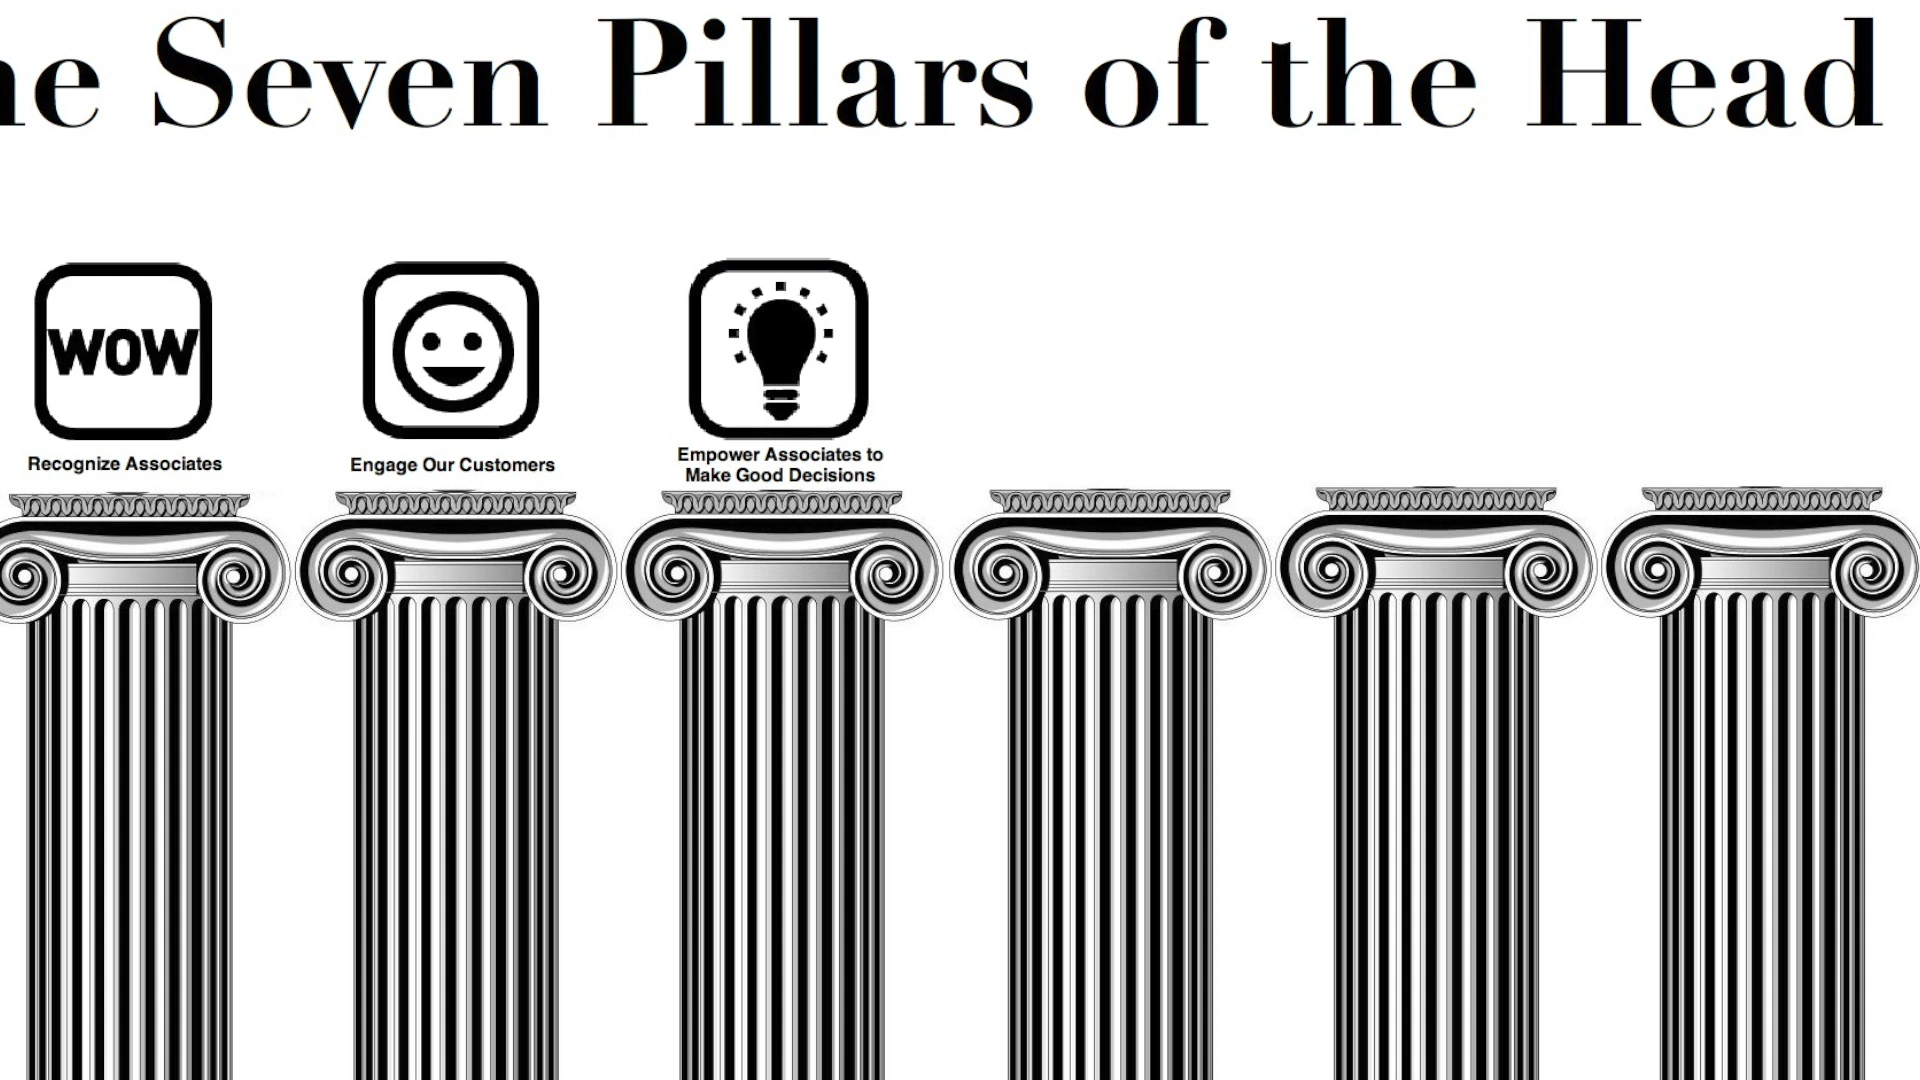 he Seven Pillars of the Head
WOW
Recognize Associates
Engage Our Customers
Empower Associates to
Make Good Decisions